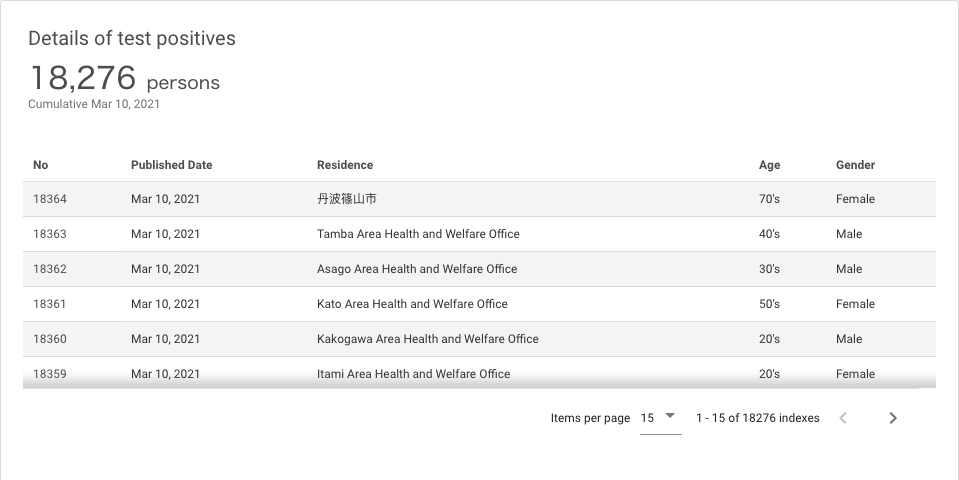 Details of test positives
18,276 persons
Cumulative Mar 10, 2021
No Published Date Residence Age Gender
18364 Mar 10, 2021 丹波篠山市 70's Female
18363 Mar 10, 2021 Tamba Area Health and Welfare Office 40's Male
18362 Mar 10, 2021 Asago Area Health and Welfare Office 30's Male
18361 Mar 10, 2021 Kato Area Health and Welfare Office 50's Female
18360 Mar 10, 2021 Kakogawa Area Health and Welfare Office 20's Male
18359 Mar 10, 2021 Itami Area Health and Welfare Office 20's Female
Items per page 15 1 - 15 of 18276 indexes